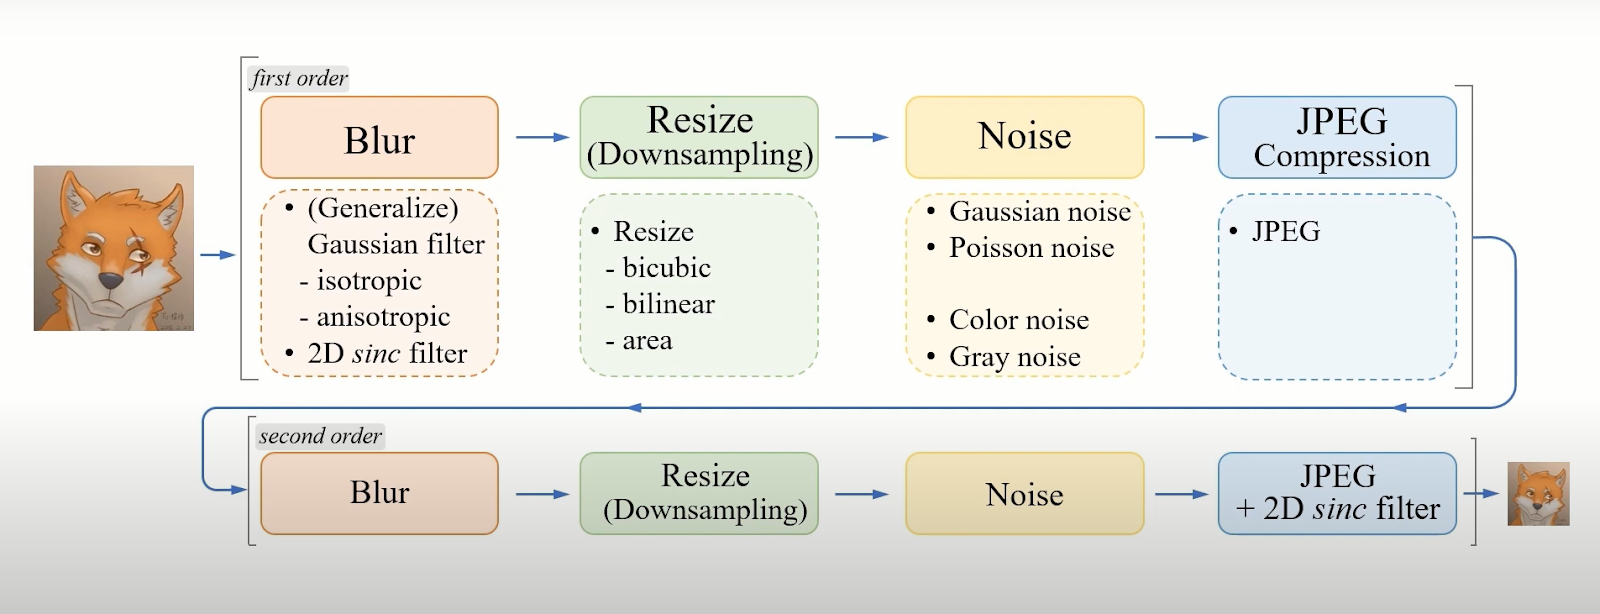 first order
Blur
Resize
(Downsampling)
Noise
JPEG
Compression
• (Generalize)
Gaussian filter
- isotropic
- anisotropic
• 2D sinc filter
• Resize
- bicubic
- bilinear
- area
• Gaussian noise
• Poisson noise
• Color noise
• Gray noise
• JPEG
second order
Blur
Resize
(Downsampling)
Noise
JPEG
+ 2D sinc filter